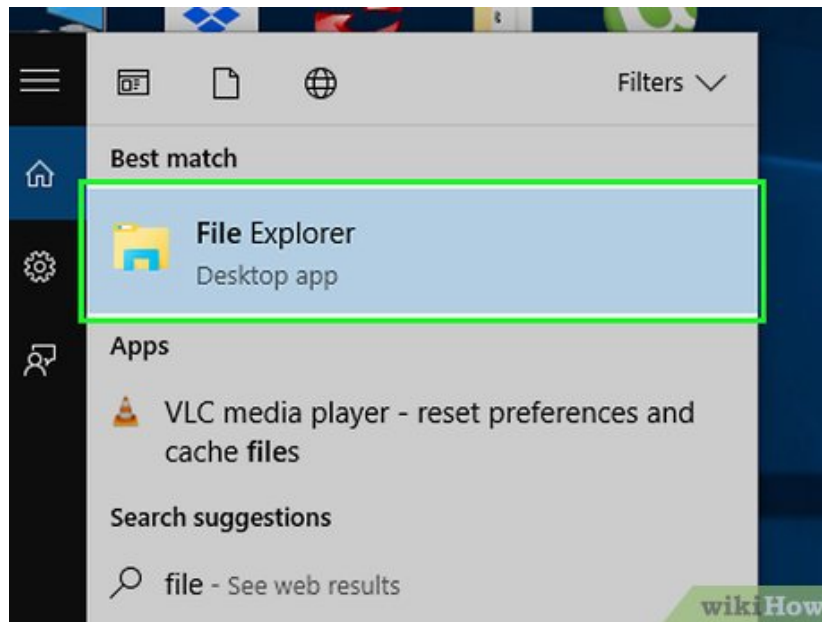 Filters
Best match
File Explorer
Desktop app
Apps
VLC media player - reset preferences and
cache files
Search suggestions
file - See web results
wikiHow